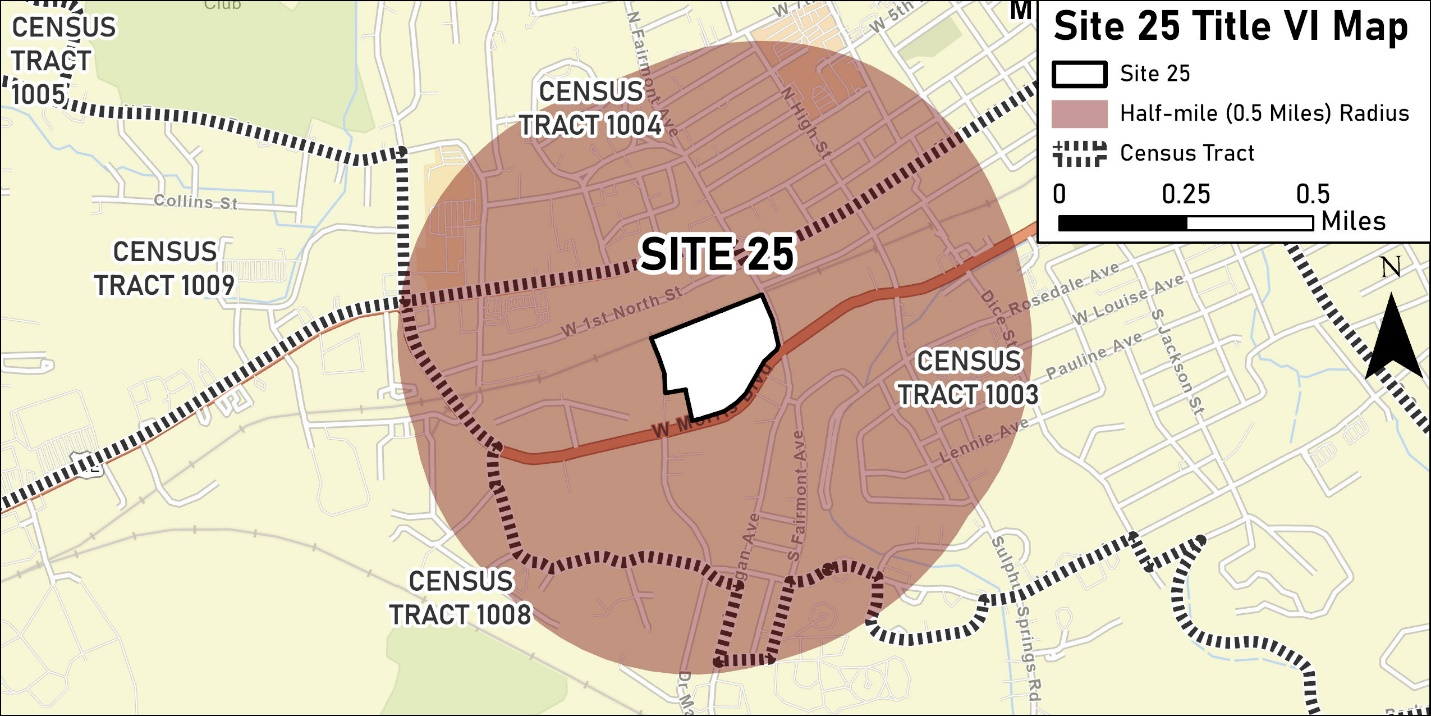 Club
CENSUS
TRACT
1005
Collins St
CENSUS
TRACT 1009
CENSUS
TRACT 1004
N Fairmont Ave
W 5th
N High St
M
SITE 25
W 1st North St
CENSUS
TRACT 1003
Dice St
Rosedale Ave
W Louise Ave
Pauline Ave
S Jackson St
Lennie Ave
S Fairmont Ave
CENSUS
TRACT 1008
Sulphur Springs Rd
Dr Ma
Site 25 Title VI Map
Site 25
Half-mile (0.5 Miles) Radius
Census Tract
0 0.25 0.5
Miles
N